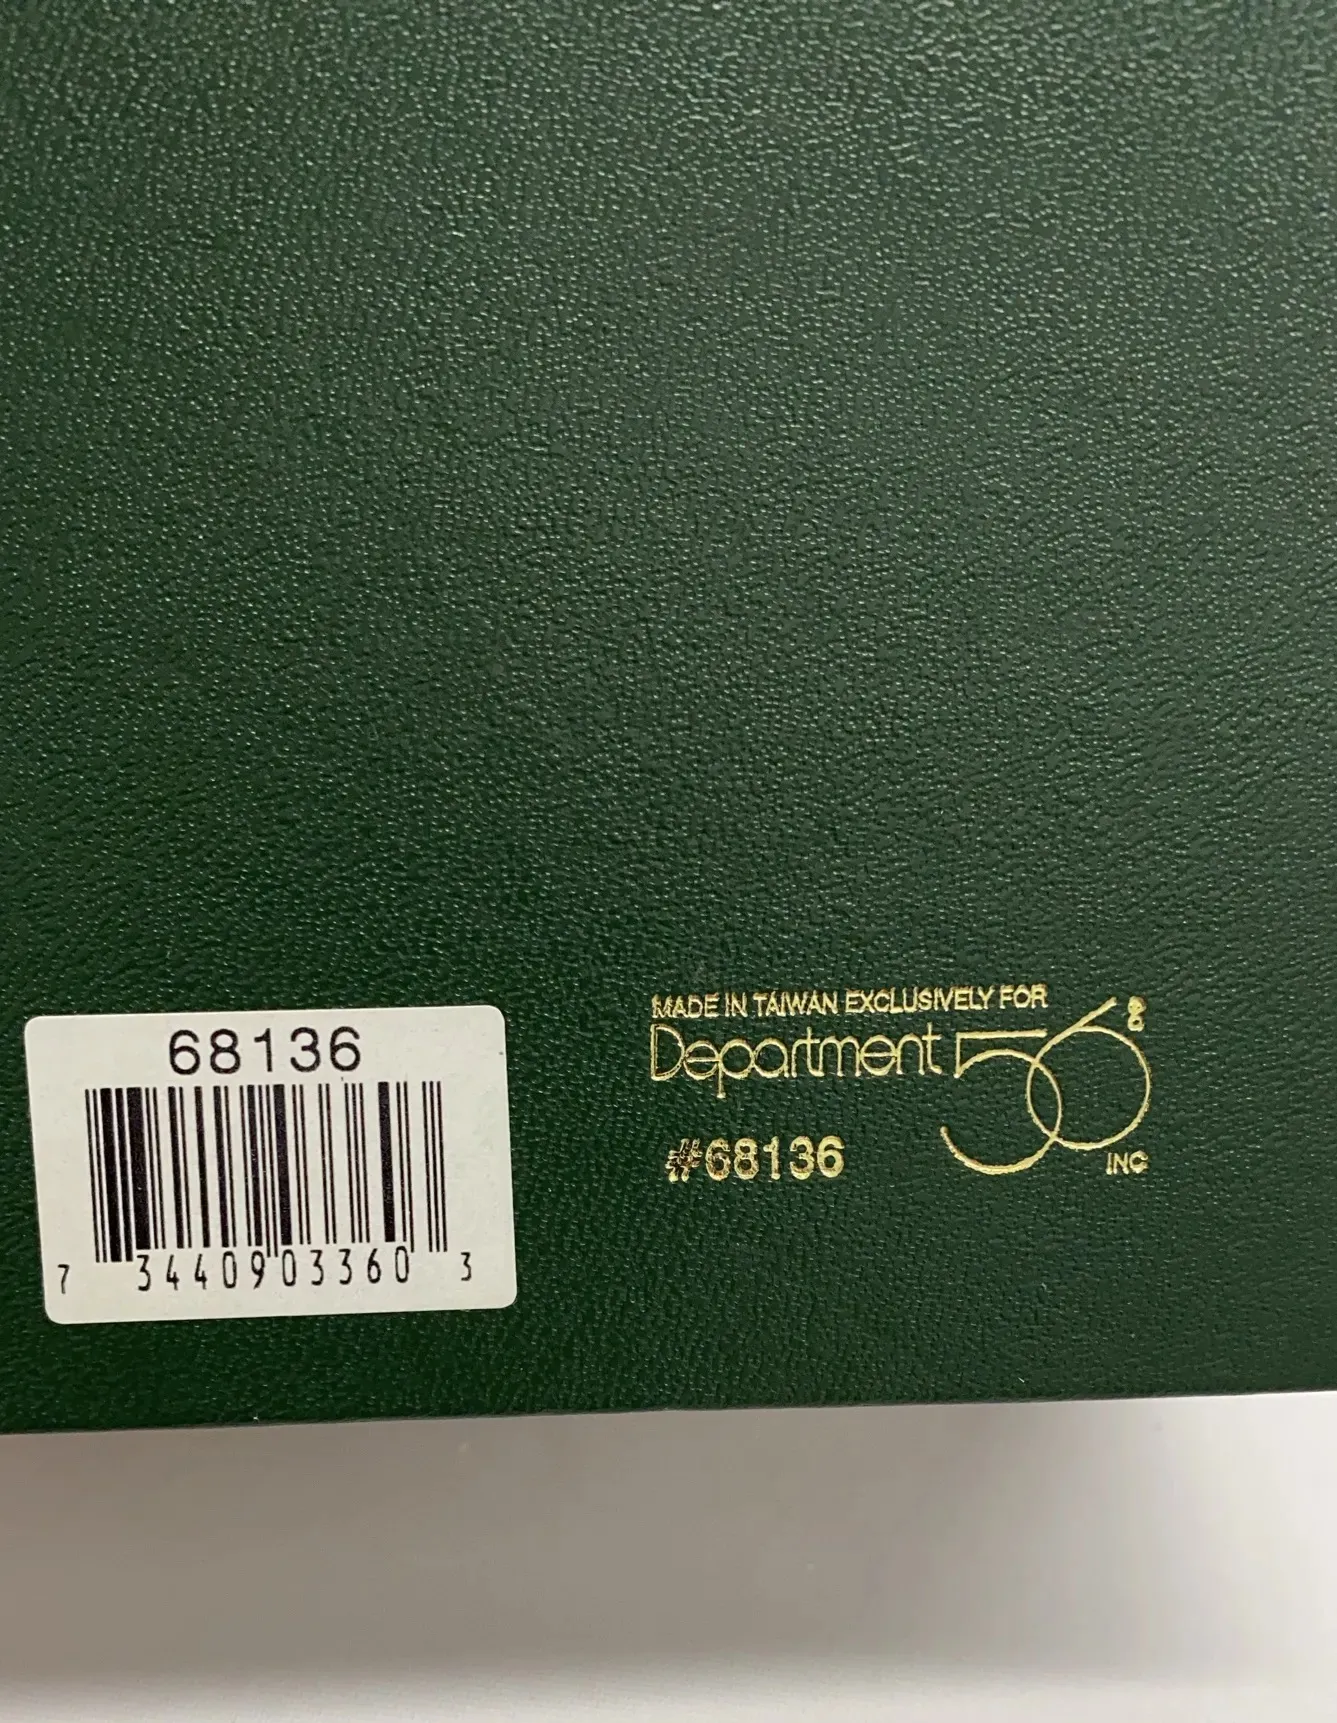 68136
7 34409 03360 3
MADE IN TAIWAN EXCLUSIVELY FOR
Department 56 ®
#68136
INC